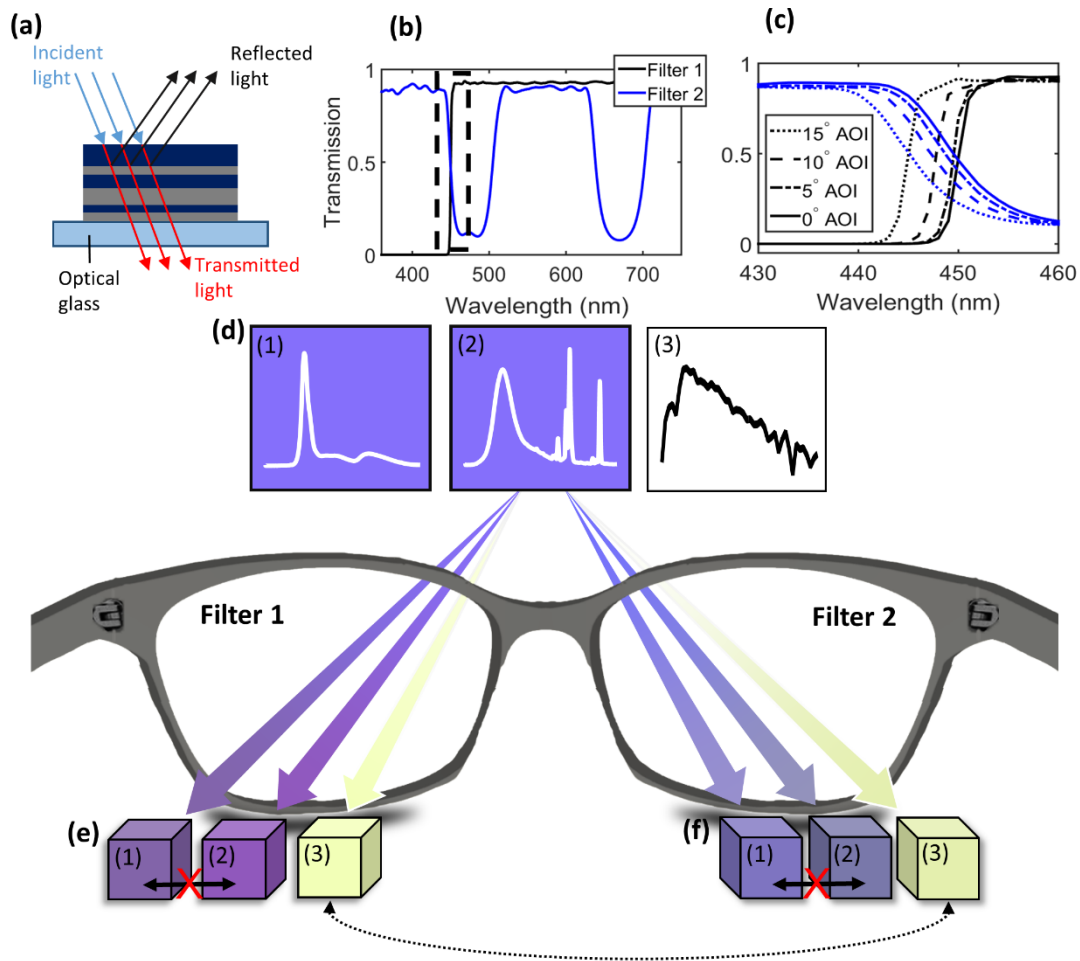 (a)
Incident
light
Reflected
light
Optical
glass
Transmitted
light
(b)
Filter 1
Filter 2
1
0.5
0
Transmission
400
500
600
700
Wavelength (nm)
(c)
1
0.5
0
15° AOI
10° AOI
5° AOI
0° AOI
430
440
450
460
Wavelength (nm)
(d)
(1)
(2)
(3)
Filter 1
Filter 2
(e)
(1)
(2)
(3)
(f)
(1)
(2)
(3)